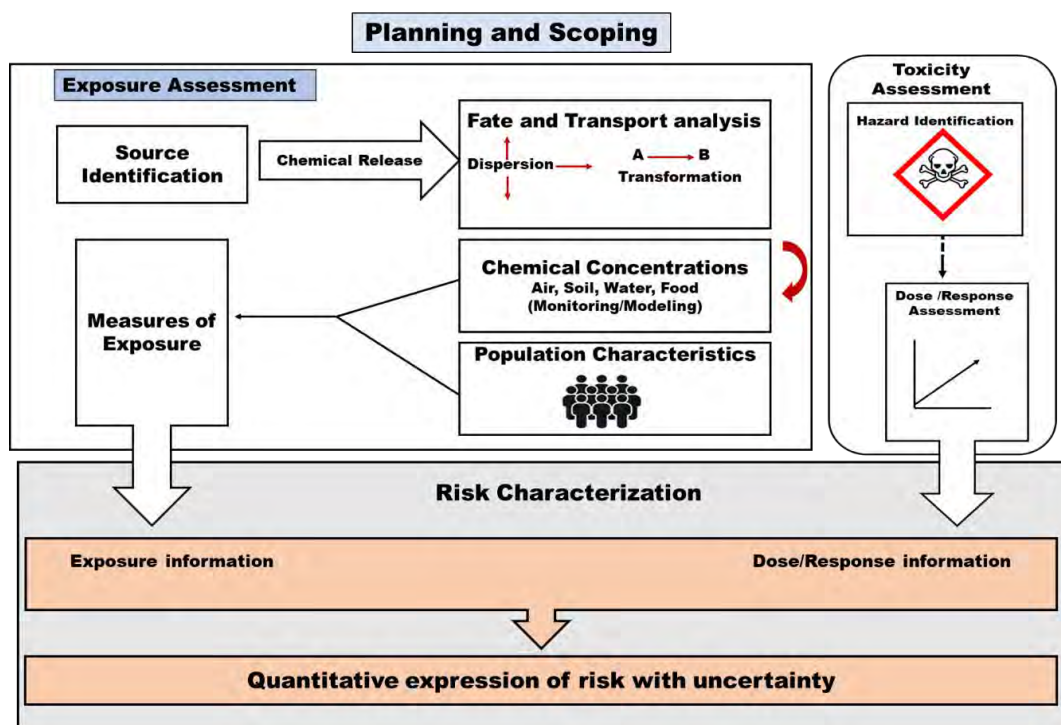 Planning and Scoping
Exposure Assessment
Source
Identification
Chemical Release
Fate and Transport analysis
Dispersion
A
B
Transformation
Chemical Concentrations
Air, Soil, Water, Food
(Monitoring/Modeling)
Measures of
Exposure
Population Characteristics
Toxicity
Assessment
Hazard Identification
Dose /Response
Assessment
Risk Characterization
Exposure information
Dose/Response information
Quantitative expression of risk with uncertainty